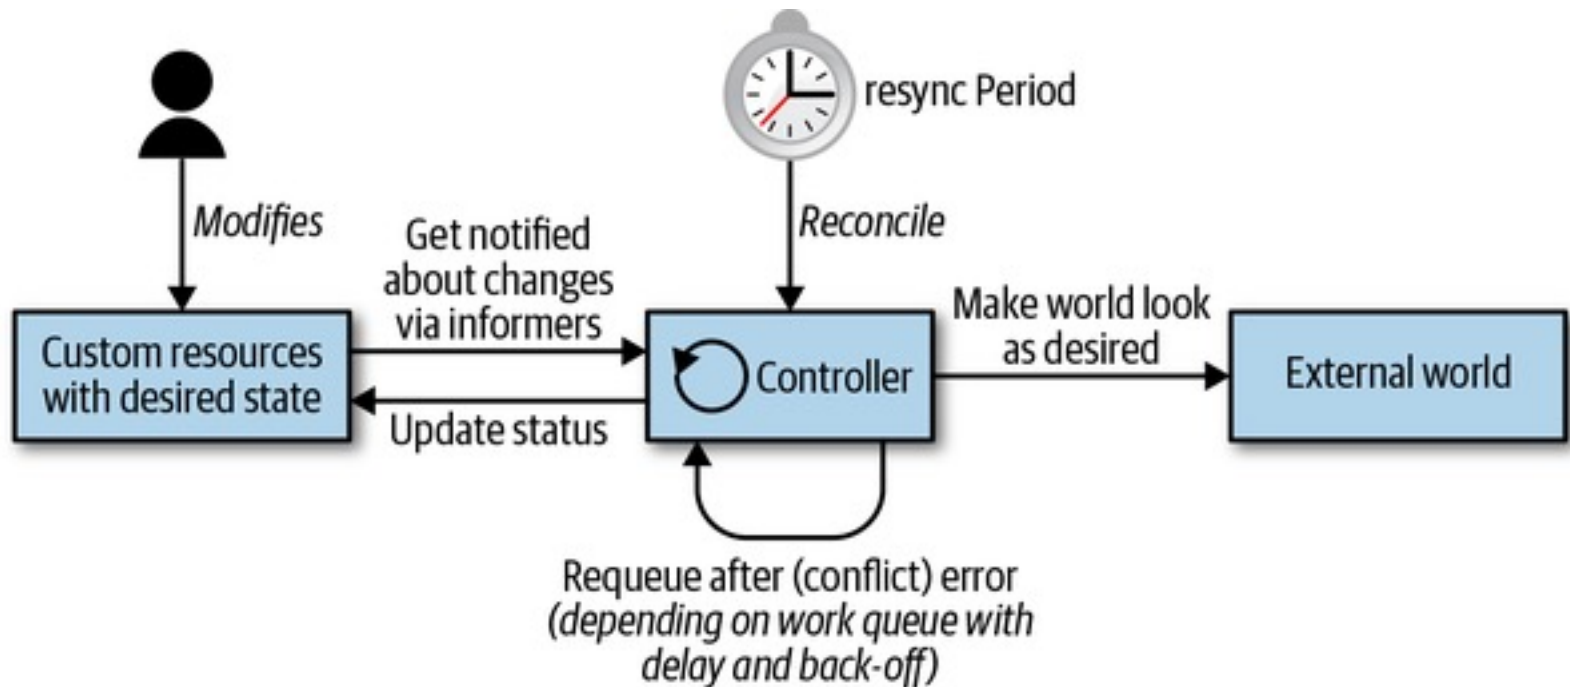 resync Period
Modifies
Reconcile
Get notified
about changes
via informers
Make world look
as desired
Custom resources
with desired state
Controller
External world
Update status
Requeue after (conflict) error
(depending on work queue with
delay and back-off)